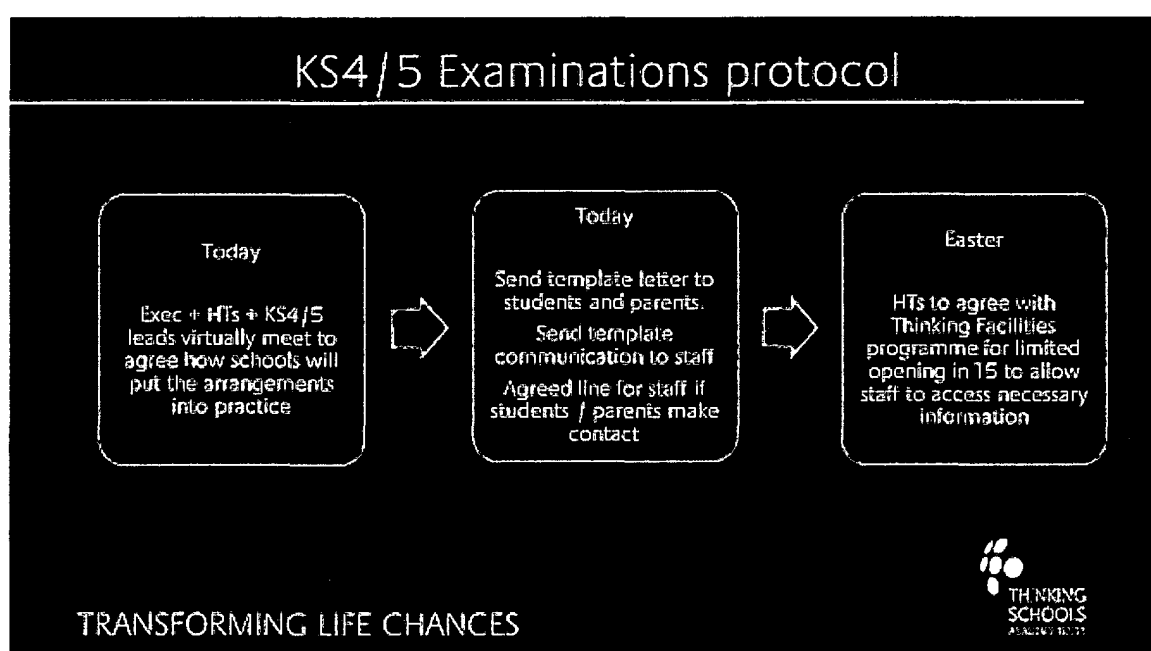 KS4/5 Examinations protocol
Today
Exec + HTs + KS4/5
leads virtually meet to
agree how schools will
put the arrangements
into practice
Today
Send template letter to
students and parents.
Send template
communication to staff
Agreed line for staff if
students / parents make
contact
Easter
HTs to agree with
Thinking Facilities
programme for limited
opening in 15 to allow
staff to access necessary
information
TRANSFORMING LIFE CHANCES
THINKING
SCHOOLS
ACADEMY TRUST